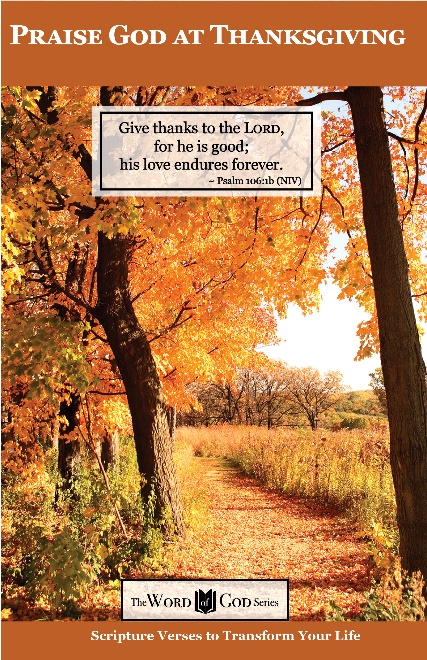 Praise God at Thanksgiving
Give thanks to the LORD,
for he is good;
his love endures forever.
~ Psalm 106:1b (NIV)
The WORD of GOD Series
Scripture Verses to Transform Your Life